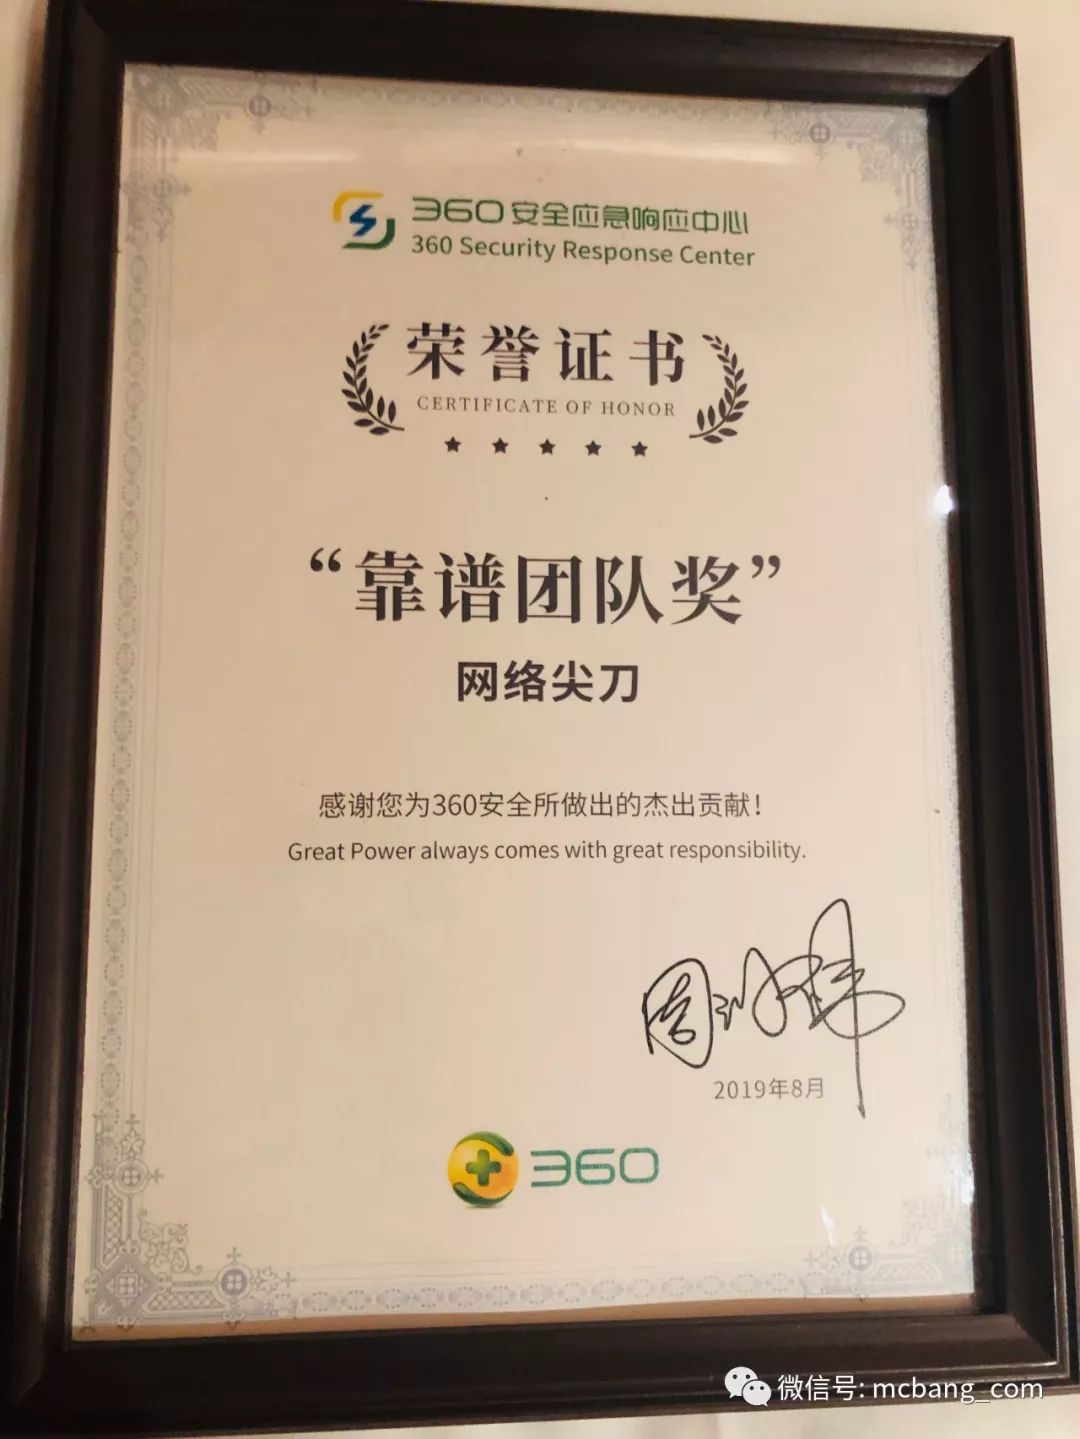 360安全应急响应中心
360 Security Response Center
荣誉证书
CERTIFICATE OF HONOR
“靠谱团队奖”
网络尖刀
感谢您为360安全所做出的杰出贡献！
Great Power always comes with great responsibility.
周鸿祎
2019年8月
360
微信号: mcbang_com